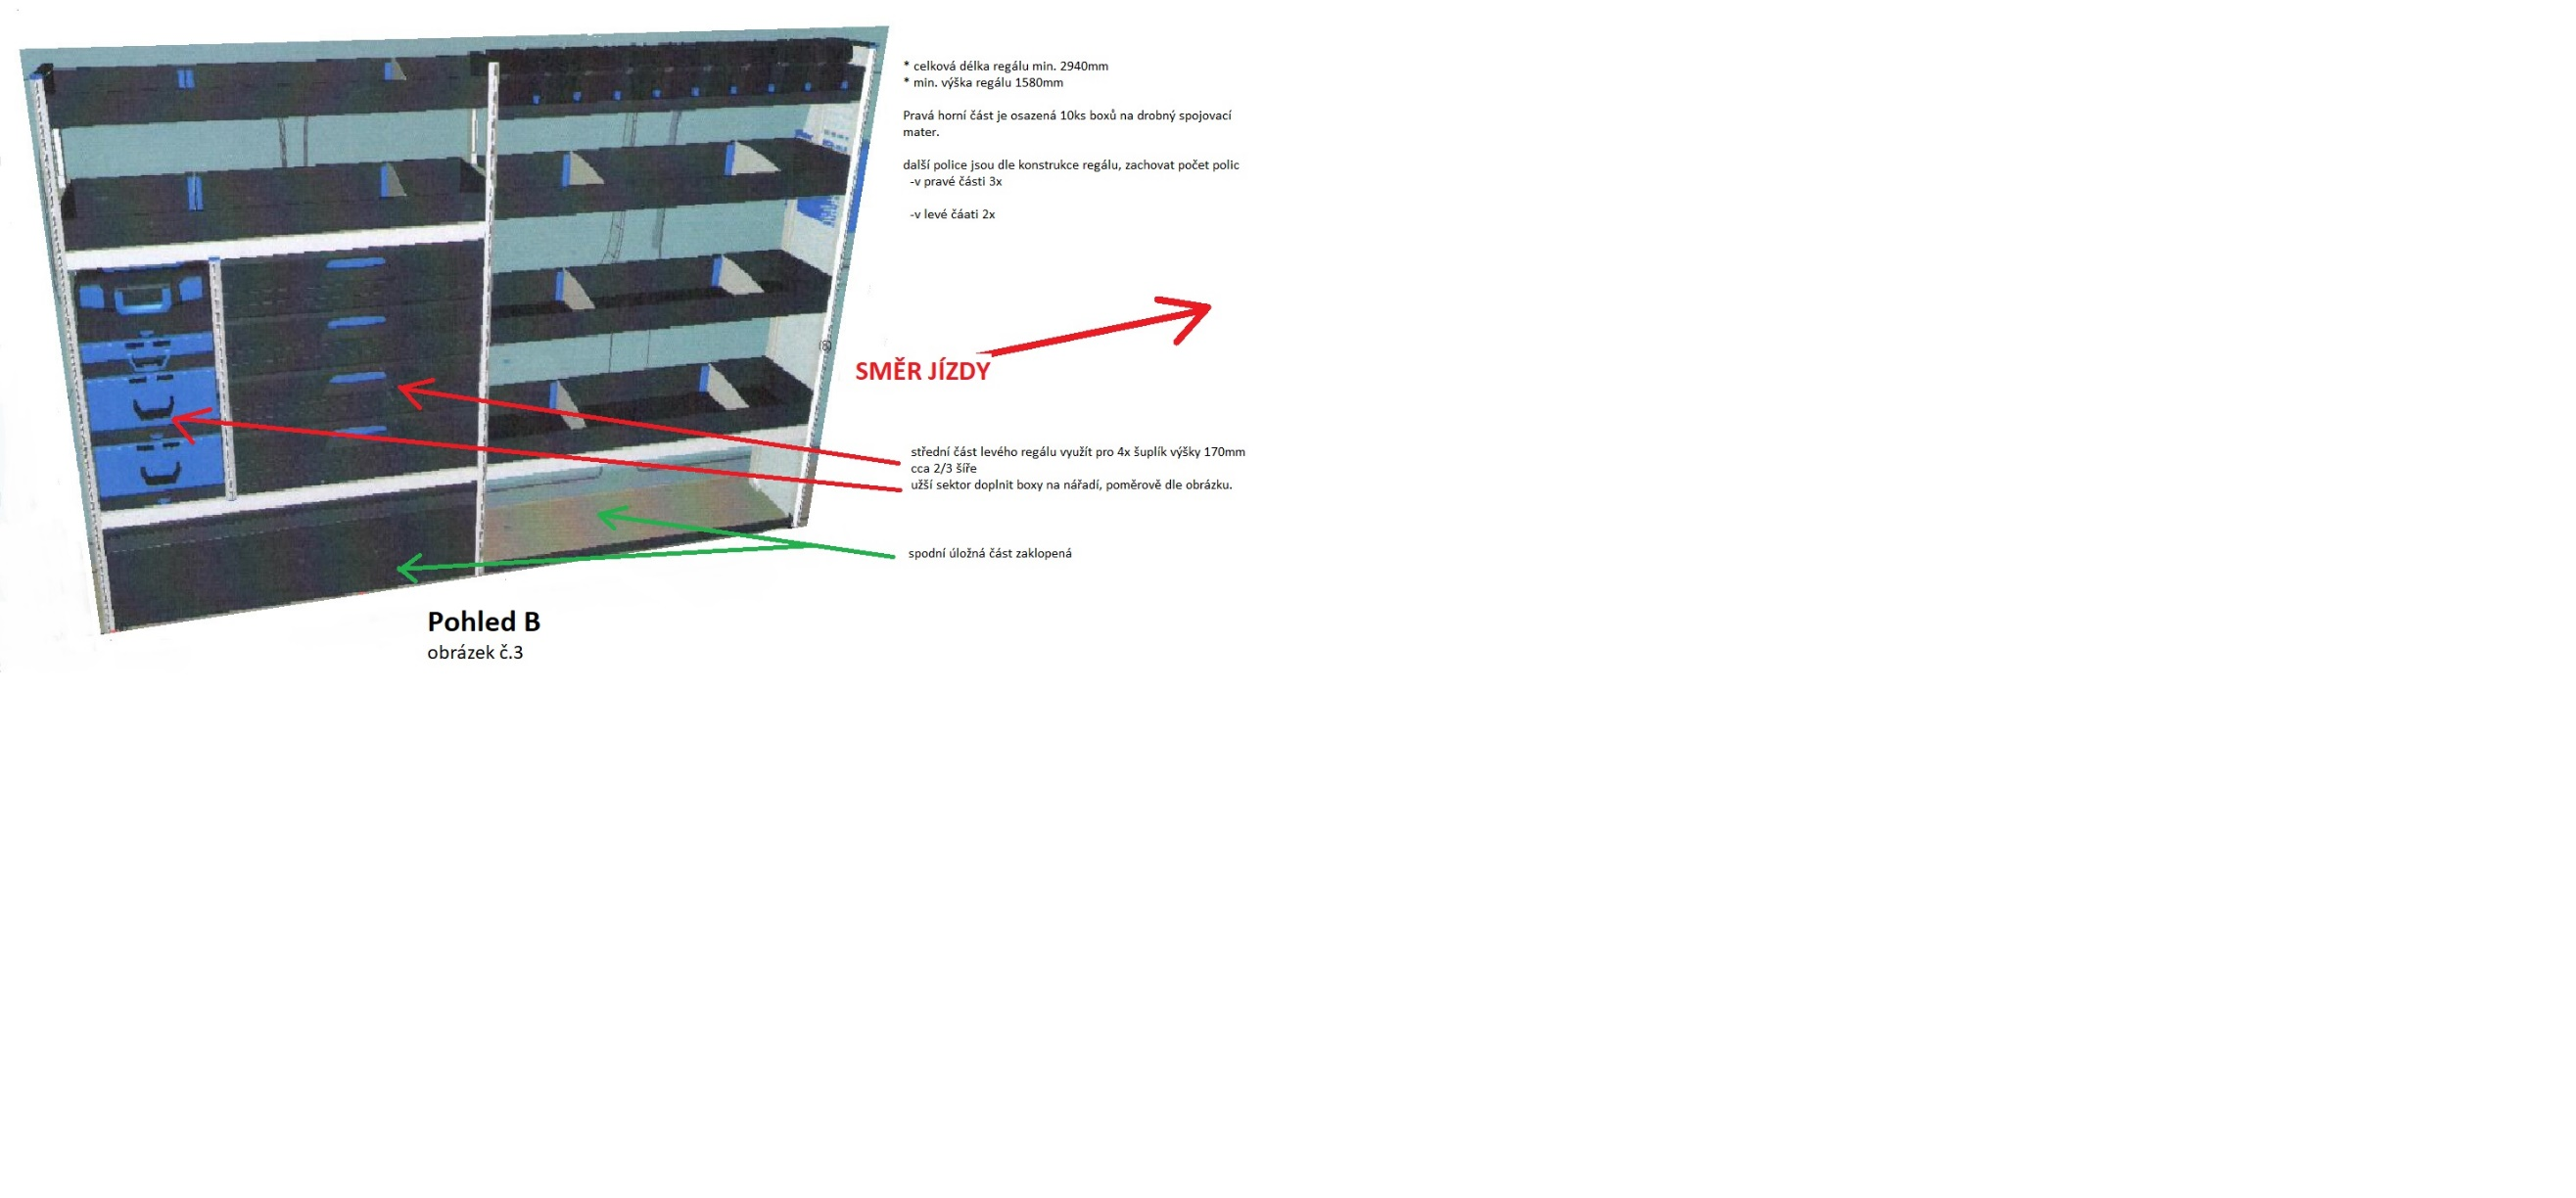 * celková délka regálu min. 2940mm
* min. výška regálu 1580mm
Pravá horní část je osazená 10ks boxů na drobný spojovací
mater.
další police jsou dle konstrukce regálu, zachovat počet polic
-v pravé části 3x
-v levé čáati 2x
SMĚR JÍZDY
střední část levého regálu využít pro 4x šuplík výšky 170mm
cca 2/3 šíře
užší sektor doplnit boxy na nářadí, poměrově dle obrázku.
spodní úložná část zaklopená
Pohled B
obrázek č.3